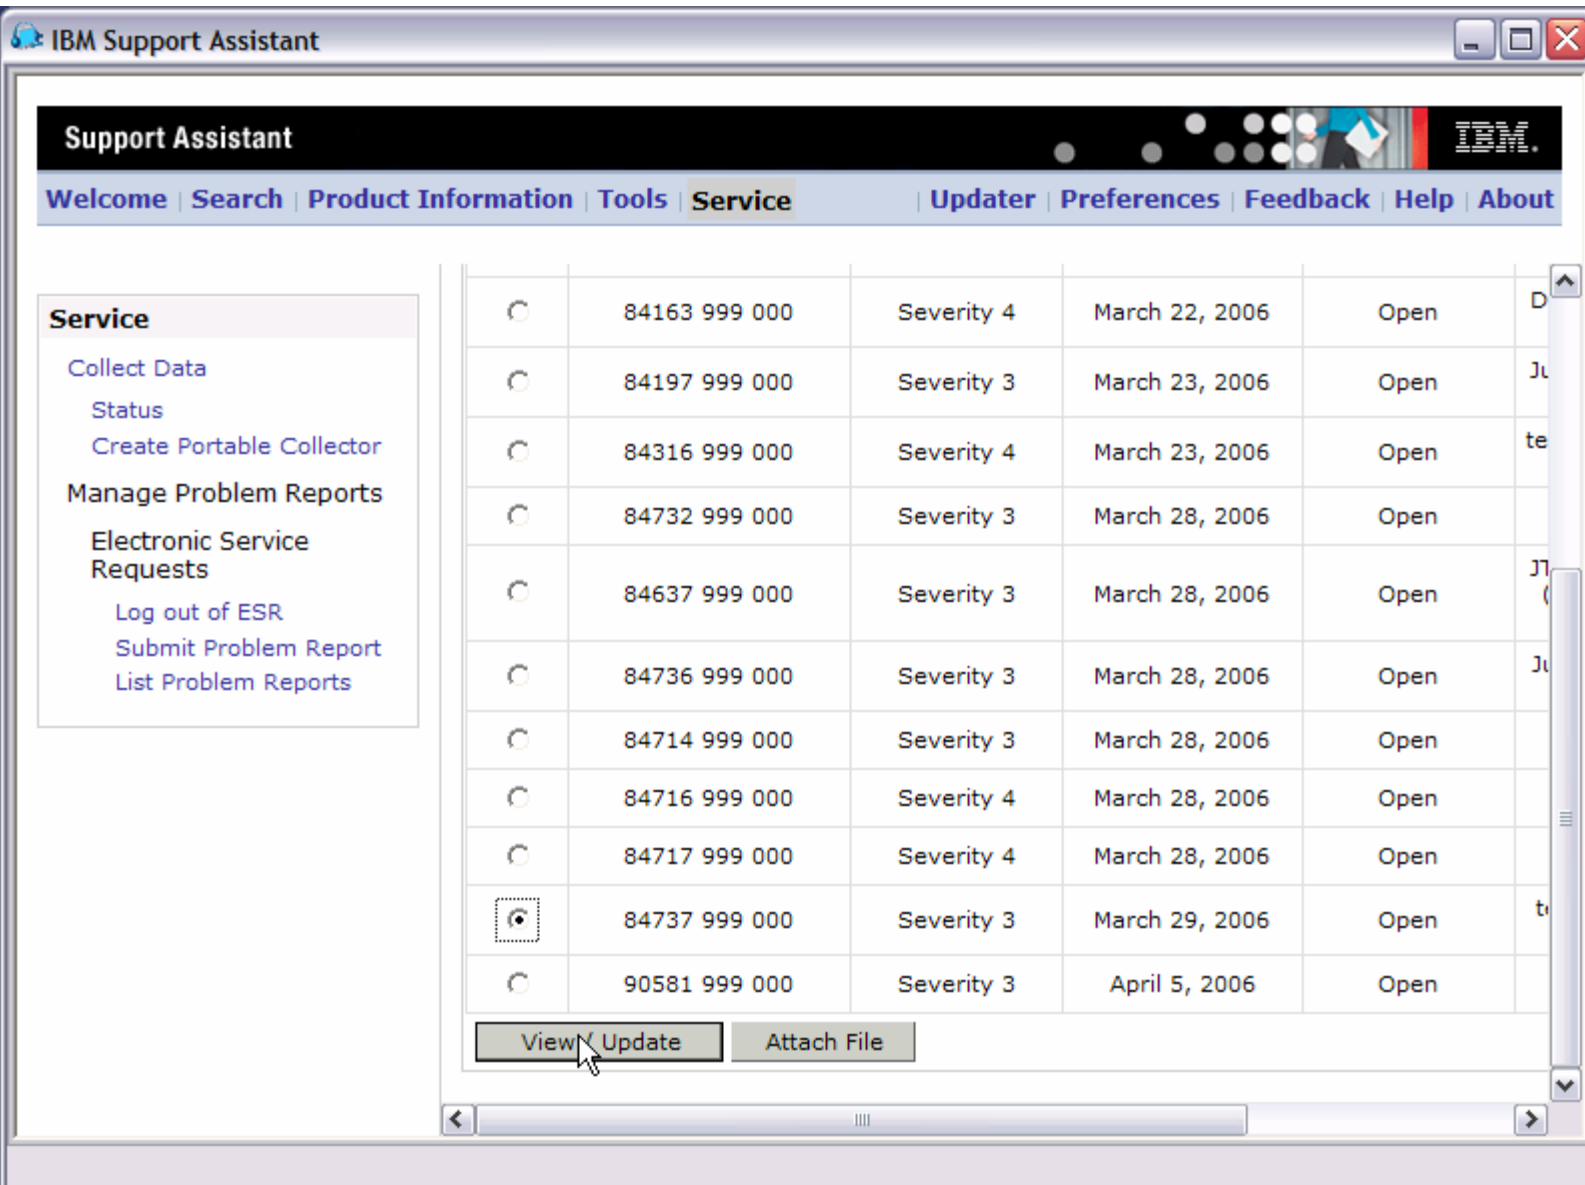 IBM Support Assistant
Support Assistant
IBM.
Welcome | Search | Product Information | Tools | Service | Updater | Preferences | Feedback | Help | About
Service
Collect Data
Status
Create Portable Collector
Manage Problem Reports
Electronic Service
Requests
Log out of ESR
Submit Problem Report
List Problem Reports
84163 999 000 Severity 4 March 22, 2006 Open D
84197 999 000 Severity 3 March 23, 2006 Open
84316 999 000 Severity 4 March 23, 2006 Open te
84732 999 000 Severity 3 March 28, 2006 Open
84637 999 000 Severity 3 March 28, 2006 Open
84736 999 000 Severity 3 March 28, 2006 Open
84714 999 000 Severity 3 March 28, 2006 Open
84716 999 000 Severity 4 March 28, 2006 Open
84717 999 000 Severity 4 March 28, 2006 Open
84737 999 000 Severity 3 March 29, 2006 Open
90581 999 000 Severity 3 April 5, 2006 Open
View / Update Attach File